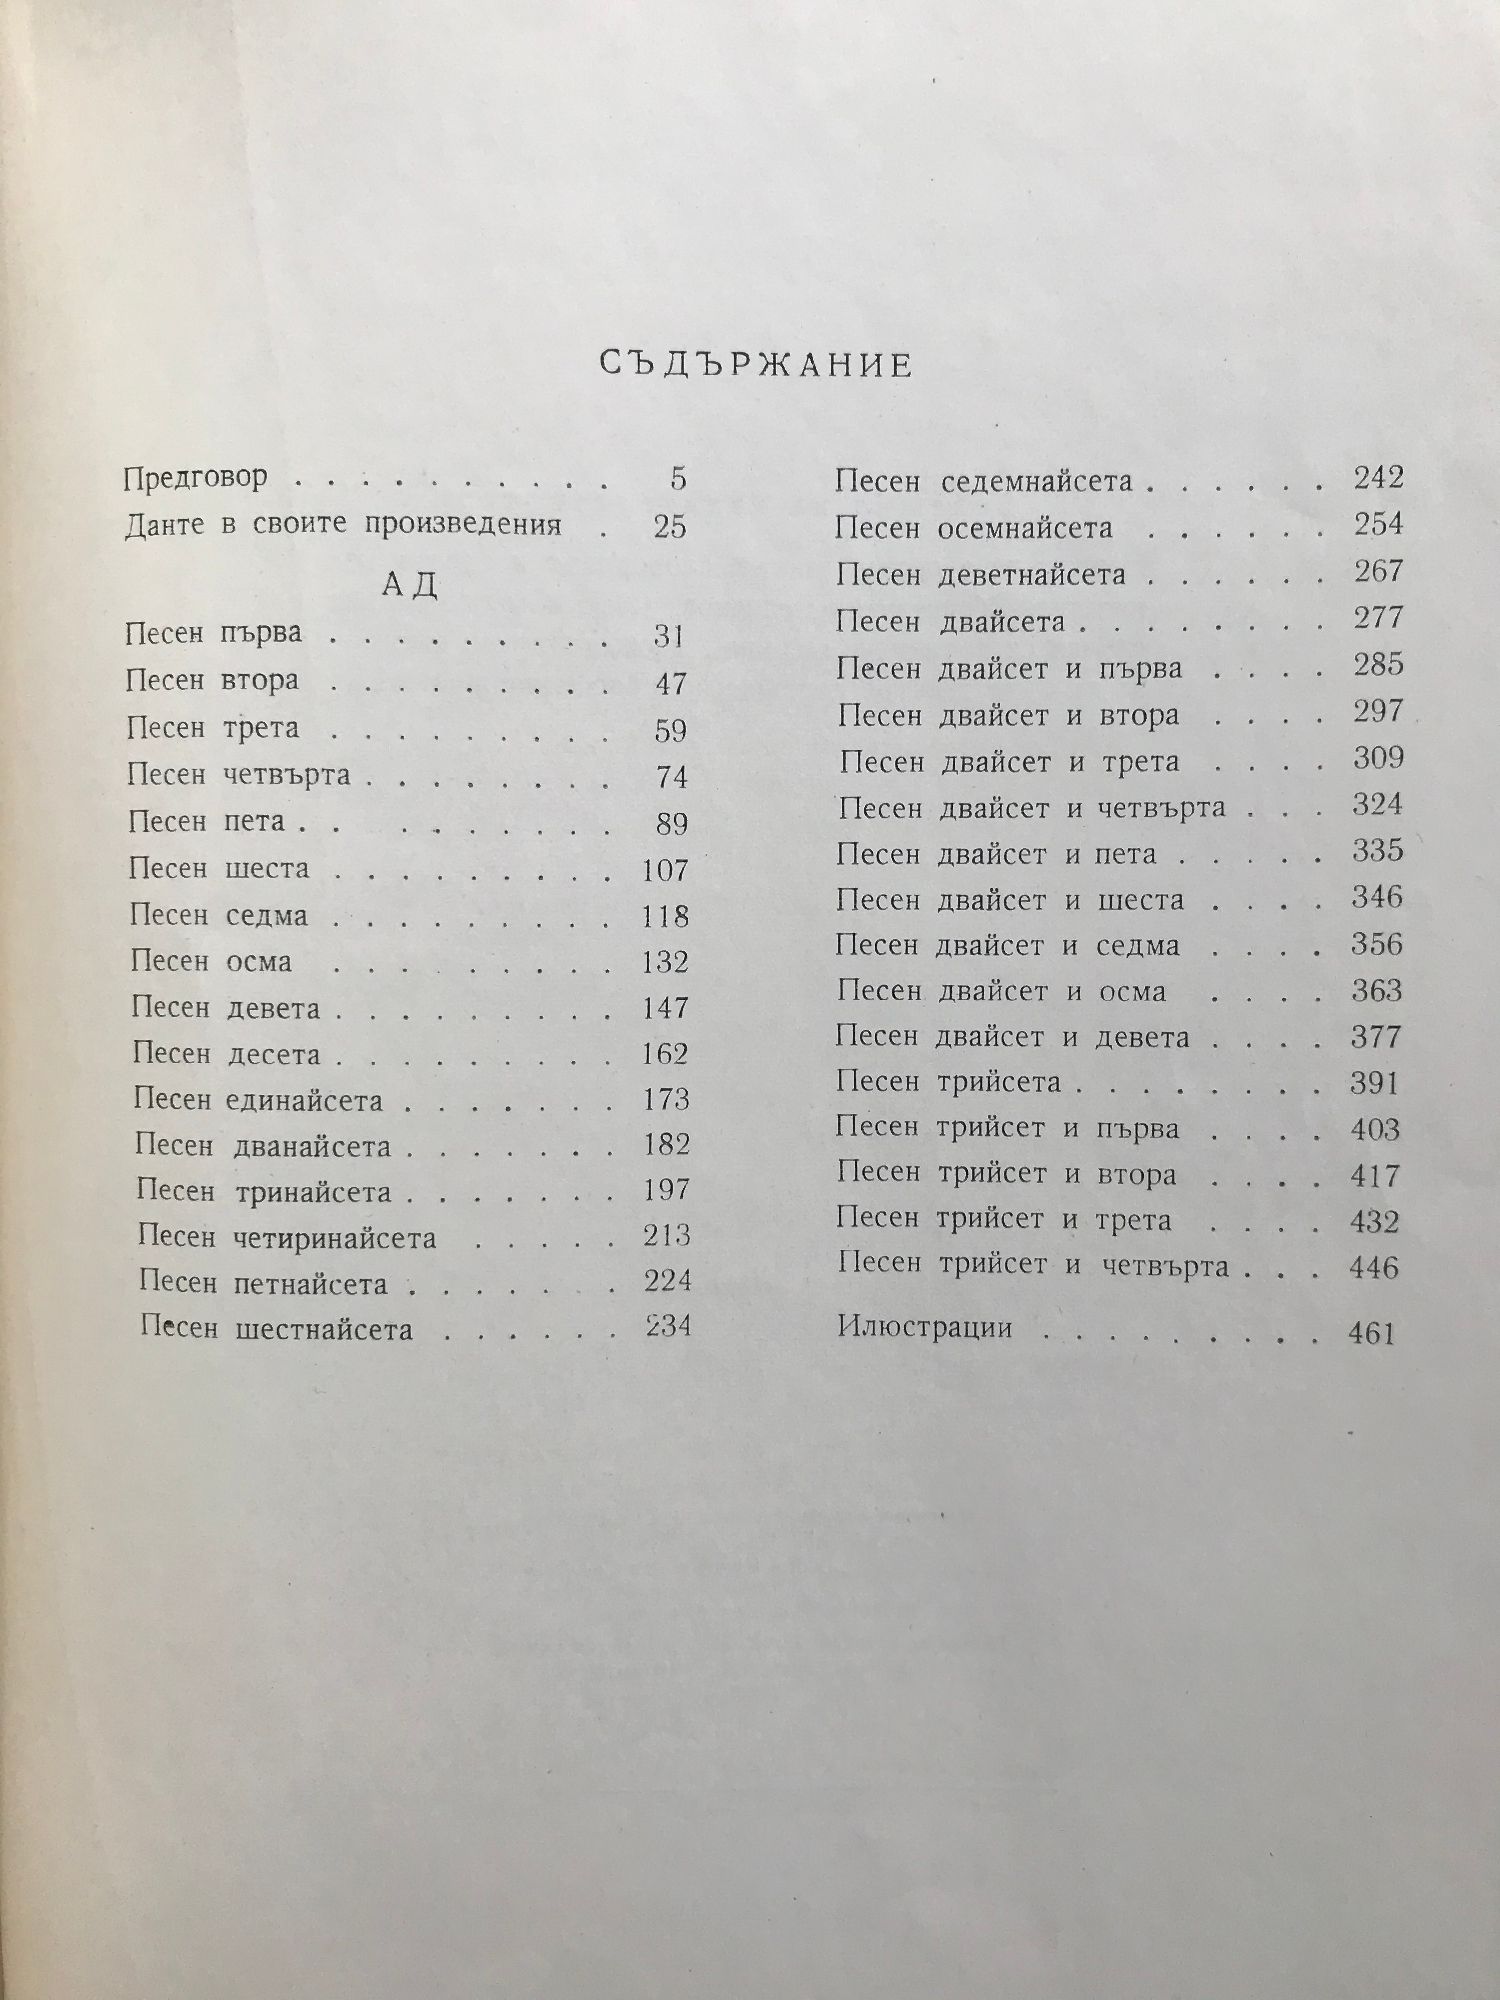 СЪДЪРЖАНИЕ
Предговор . . . . . . . . . . 5
Данте в своите произведения . 25
АД
Песен първа . . . . . . . . . 31
Песен втора . . . . . . . . . 47
Песен трета . . . . . . . . . 59
Песен четвърта . . . . . . . . 74
Песен пета . . . . . . . . . 89
Песен шеста . . . . . . . . . 107
Песен седма . . . . . . . . . 118
Песен осма . . . . . . . . 132
Песен девета . . . . . . . . . 147
Песен десета . . . . . . . . . 162
Песен единайсета . . . . . . . 173
Песен дванайсета . . . . . . . 182
Песен тринайсета . . . . . . . 197
Песен четиринайсета . . . . . 213
Песен петнайсета . . . . . . . 224
Песен шестнайсета . . . . . . 234
Песен седемнайсета . . . . . . 242
Песен осемнайсета . . . . . . 254
Песен деветнайсета . . . . . . 267
Песен двайсета . . . . . . . . 277
Песен двайсет и първа . . . . 285
Песен двайсет и втора . . . . 297
Песен двайсет и трета . . . . 309
Песен двайсет и четвърта . . . 324
Песен двайсет и пета . . . . . 335
Песен двайсет и шеста . . . . 346
Песен двайсет и седма . . . . 356
Песен двайсет и осма . . . . 363
Песен двайсет и девета . . . . 377
Песен трийсета . . . . . . . . 391
Песен трийсет и първа . . . . 403
Песен трийсет и втора . . . . 417
Песен трийсет и трета . . . . 432
Песен трийсет и четвърта . . . 446
Илюстрации . . . . . . . . . 461